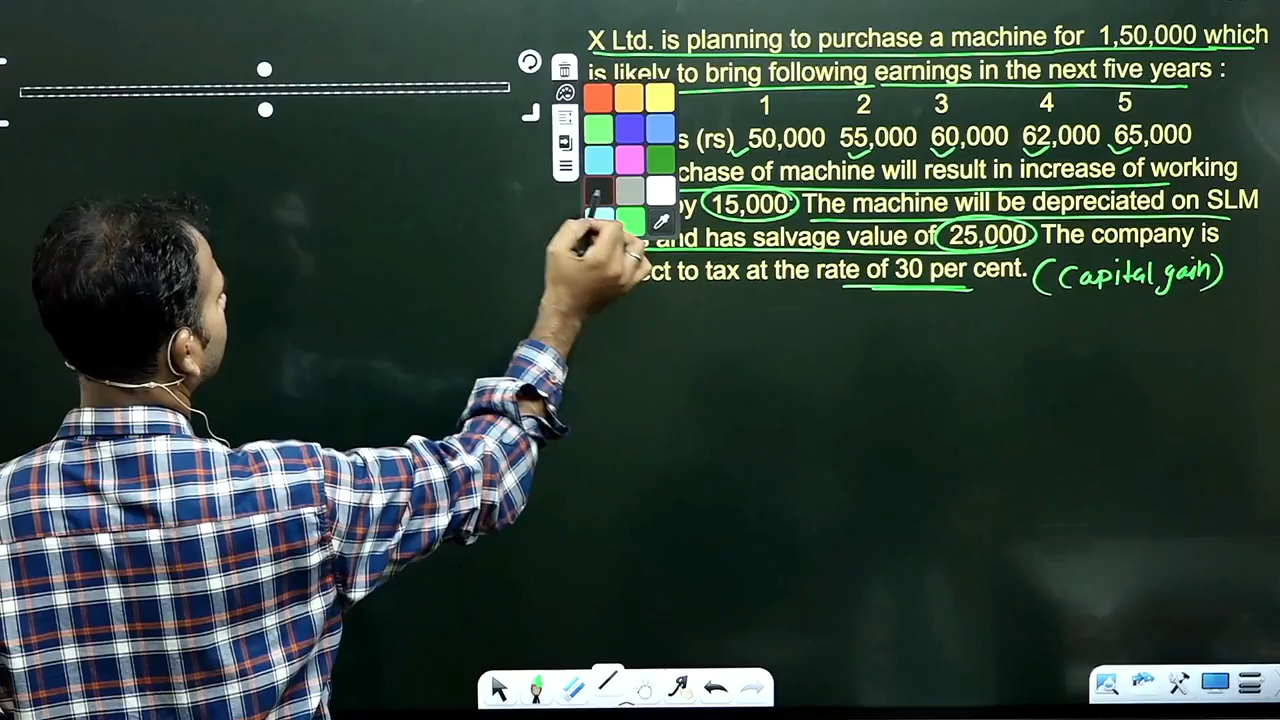 X Ltd. is planning to purchase a machine for 1,50,000 which
is likely to bring following earnings in the next five years :
1 2 3 4 5
s (rs) 50,000 55,000 60,000 62,000 65,000
chase of machine will result in increase of working
by 15,000. The machine will be depreciated on SLM
and has salvage value of 25,000 The company is
ect to tax at the rate of 30 per cent. (Capital gain)